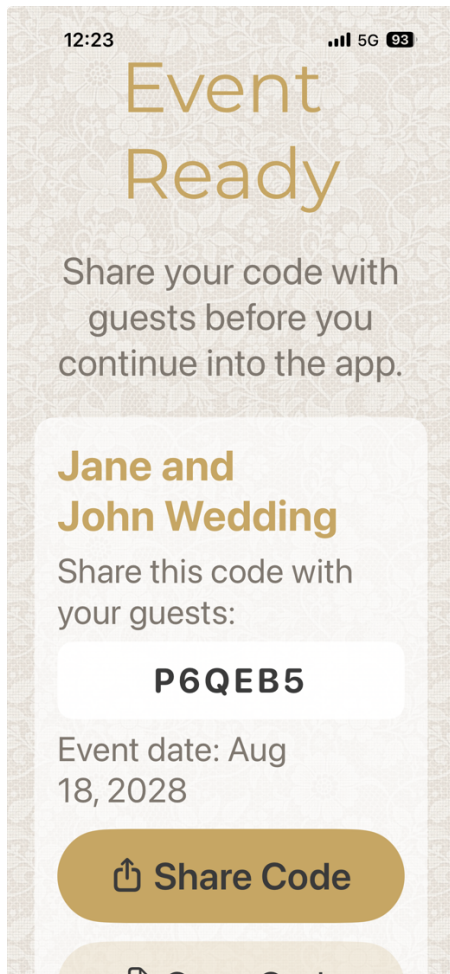 12:23
5G 93
Event
Ready
Share your code with
guests before you
continue into the app.
Jane and
John Wedding
Share this code with
your guests:
P6QEB5
Event date: Aug
18, 2028
Share Code